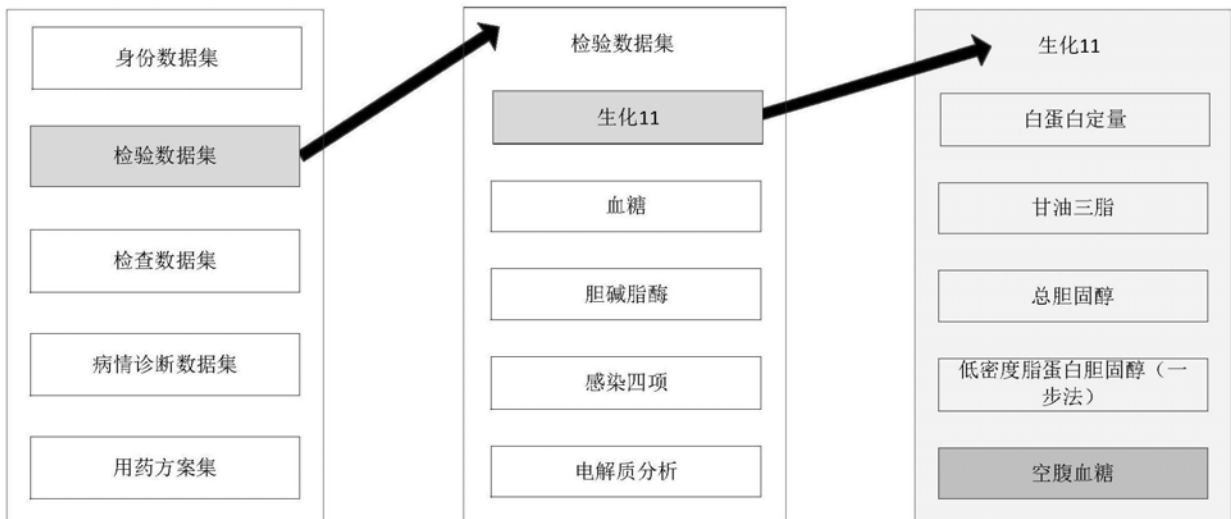 身份数据集
检验数据集
检查数据集
病情诊断数据集
用药方案集
检验数据集
生化11
血糖
胆碱脂酶
感染四项
电解质分析
生化11
白蛋白定量
甘油三脂
总胆固醇
低密度脂蛋白胆固醇（一
步法）
空腹血糖